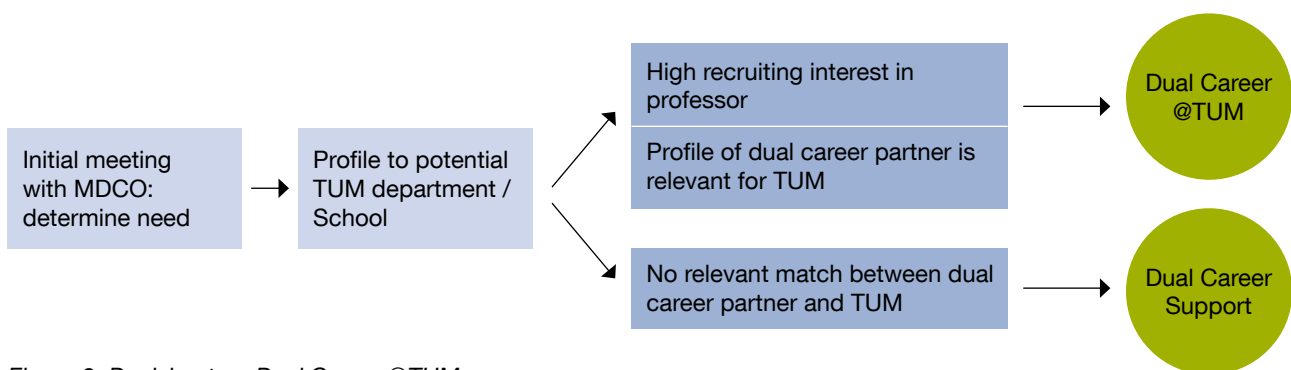 Initial meeting
with MDCO:
determine need
Profile to potential
TUM department /
School
High recruiting interest in
professor
Profile of dual career partner is
relevant for TUM
Dual Career
@TUM
No relevant match between dual
career partner and TUM
Dual Career
Support